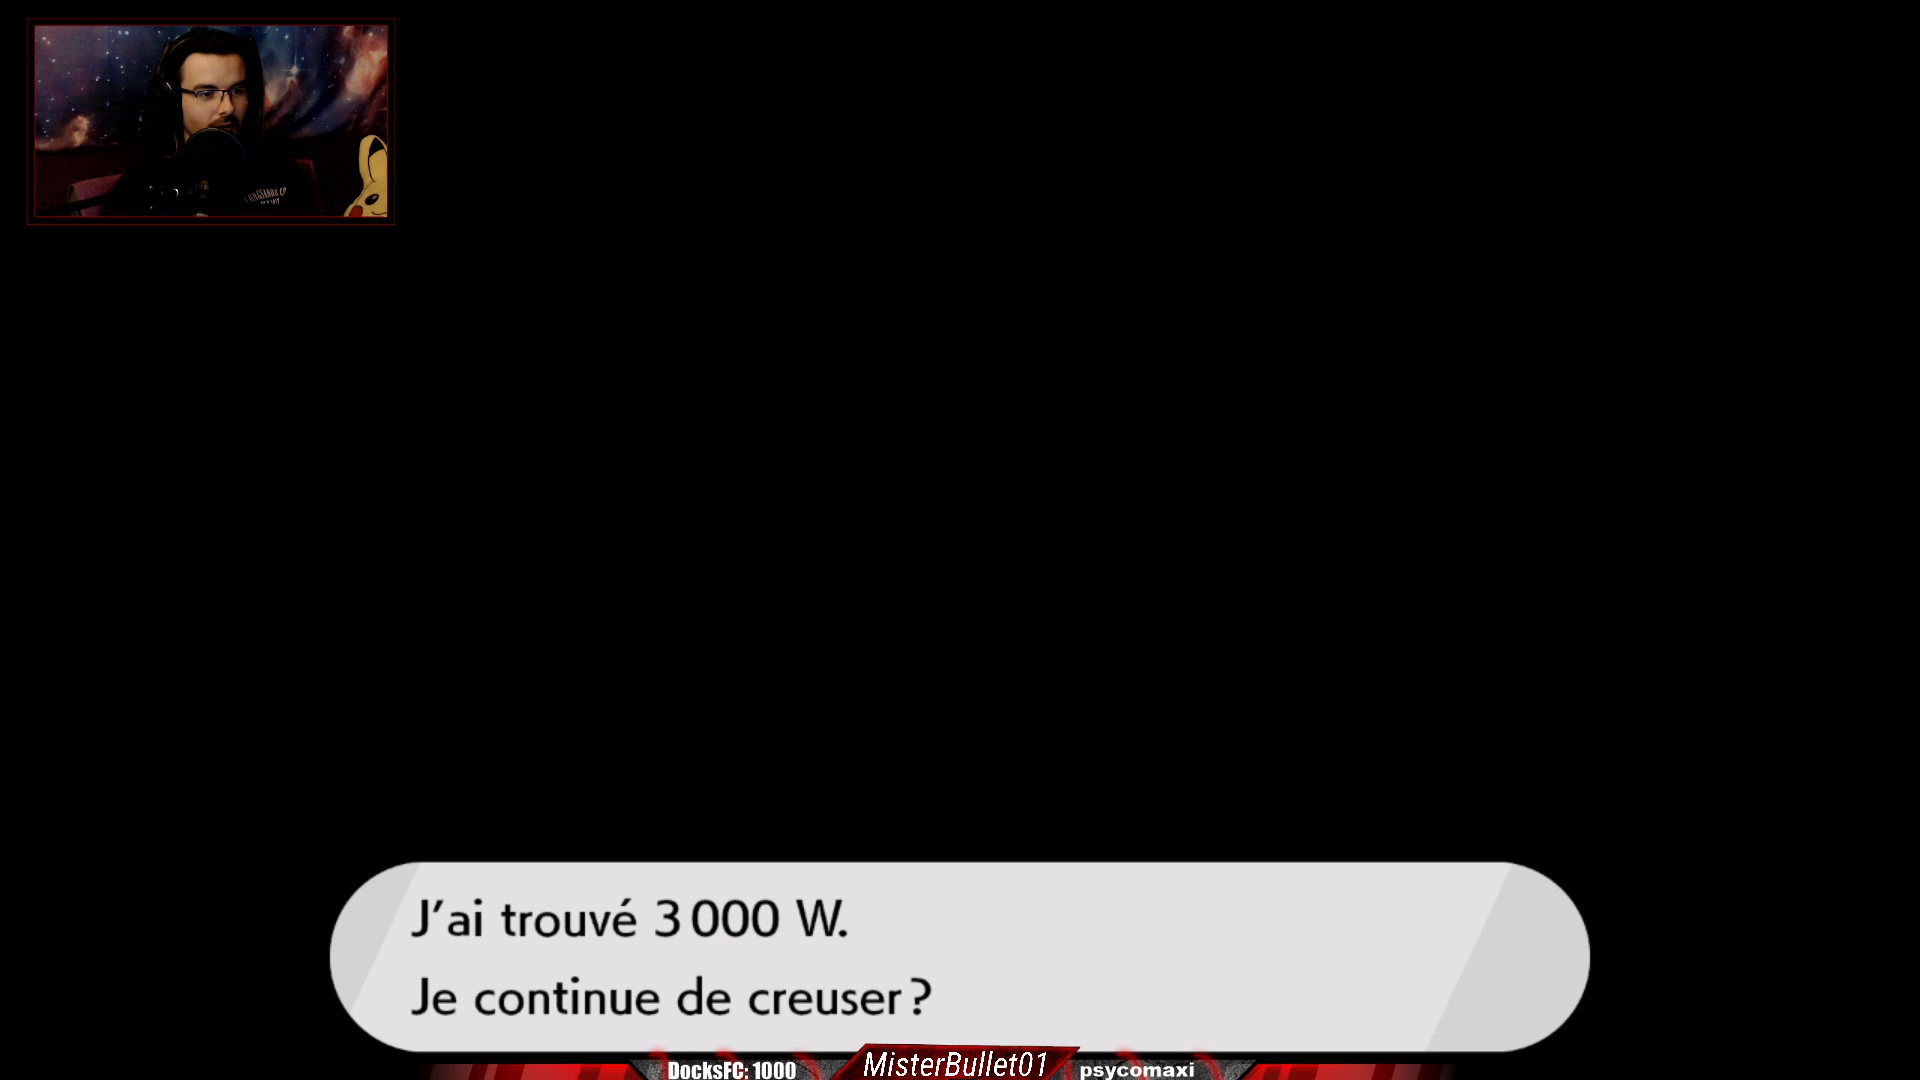 J'ai trouvé 3 000 W.
Je continue de creuser ?
DocksFC: 1000
MisterBullet01
psycomaxi